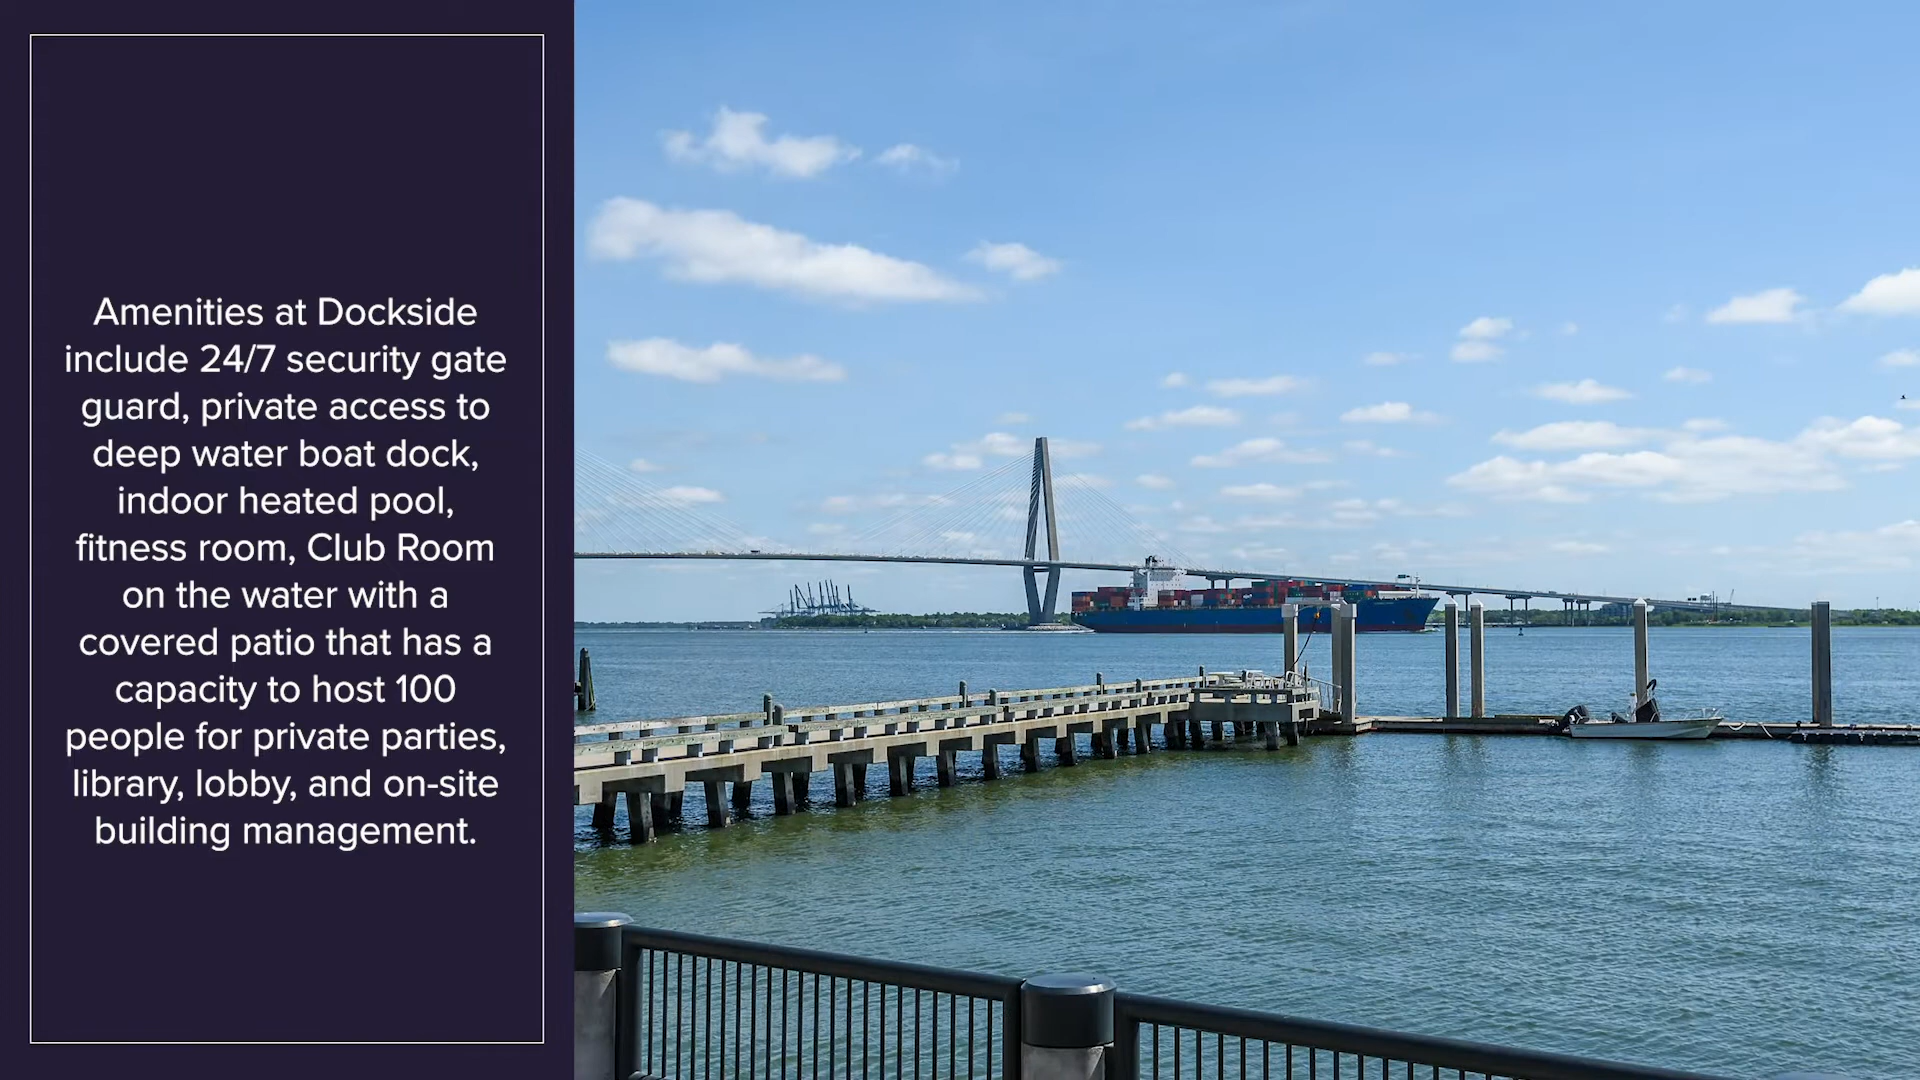 Amenities at Dockside
include 24/7 security gate
guard, private access to
deep water boat dock,
indoor heated pool,
fitness room, Club Room
on the water with a
covered patio that has a
capacity to host 100
people for private parties,
library, lobby, and on-site
building management.